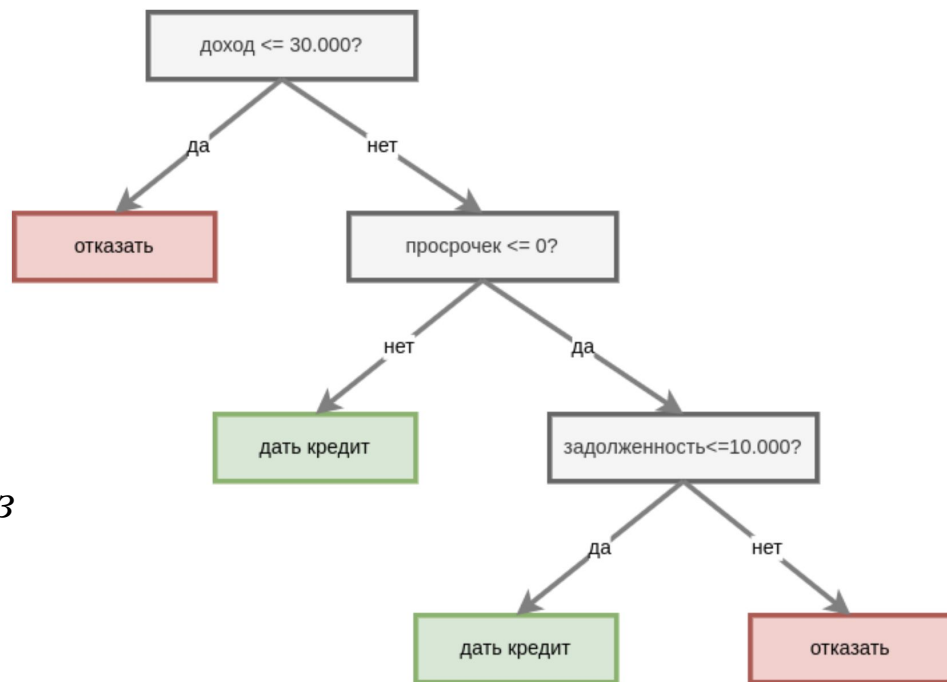 доход <= 30.000?
да
нет
отказать
просрочек <= 0?
нет
да
дать кредит
задолженность<=10.000?
з
да
нет
дать кредит
отказать